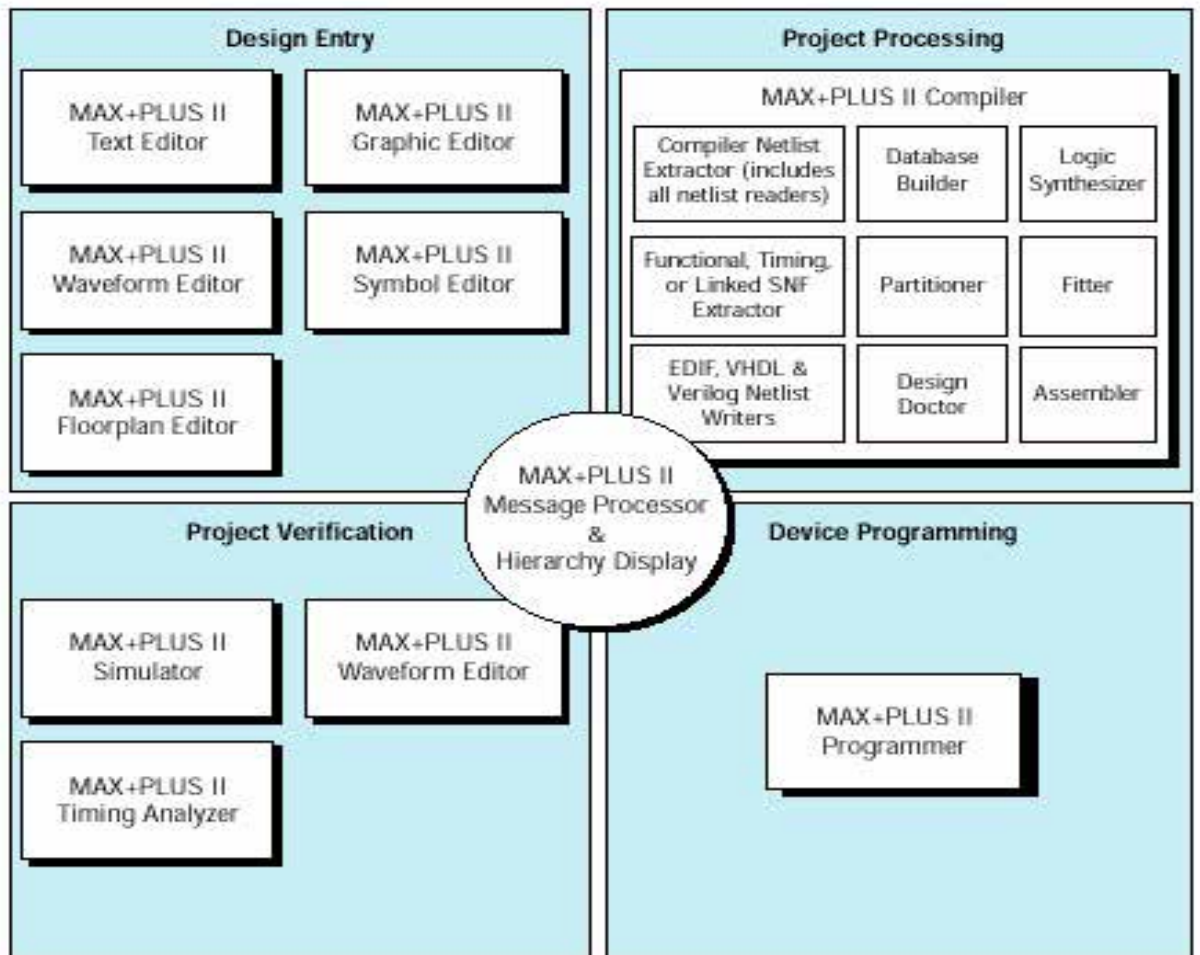 Design Entry
MAX+PLUS II
Text Editor
MAX+PLUS II
Graphic Editor
MAX+PLUS II
Waveform Editor
MAX+PLUS II
Symbol Editor
MAX+PLUS II
Floorplan Editor
Project Processing
MAX+PLUS II Compiler
Compiler Netlist
Extractor (includes
all netlist readers)
Database
Builder
Logic
Synthesizer
Functional, Timing,
or Linked SNF
Extractor
Partitioner
Fitter
EDIF, VHDL &
Verilog Netlist
Writers
Design
Doctor
Assembler
MAX+PLUS II
Message Processor
&
Hierarchy Display
Project Verification
MAX+PLUS II
Simulator
MAX+PLUS II
Waveform Editor
MAX+PLUS II
Timing Analyzer
Device Programming
MAX+PLUS II
Programmer